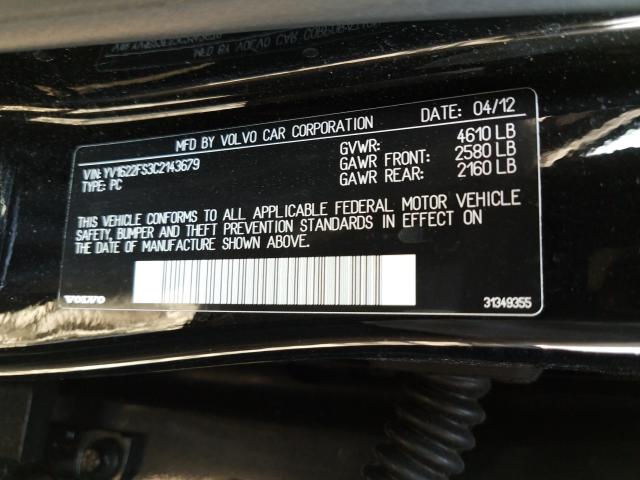 MFD BY VOLVO CAR CORPORATION DATE: 04/12
VIN: YV1622FS3C2143679 GVWR: 4610 LB
TYPE: PC GAWR FRONT: 2580 LB
GAWR REAR: 2160 LB
THIS VEHICLE CONFORMS TO ALL APPLICABLE FEDERAL MOTOR VEHICLE
SAFETY, BUMPER AND THEFT PREVENTION STANDARDS IN EFFECT ON
THE DATE OF MANUFACTURE SHOWN ABOVE.
VOLVO 31349355